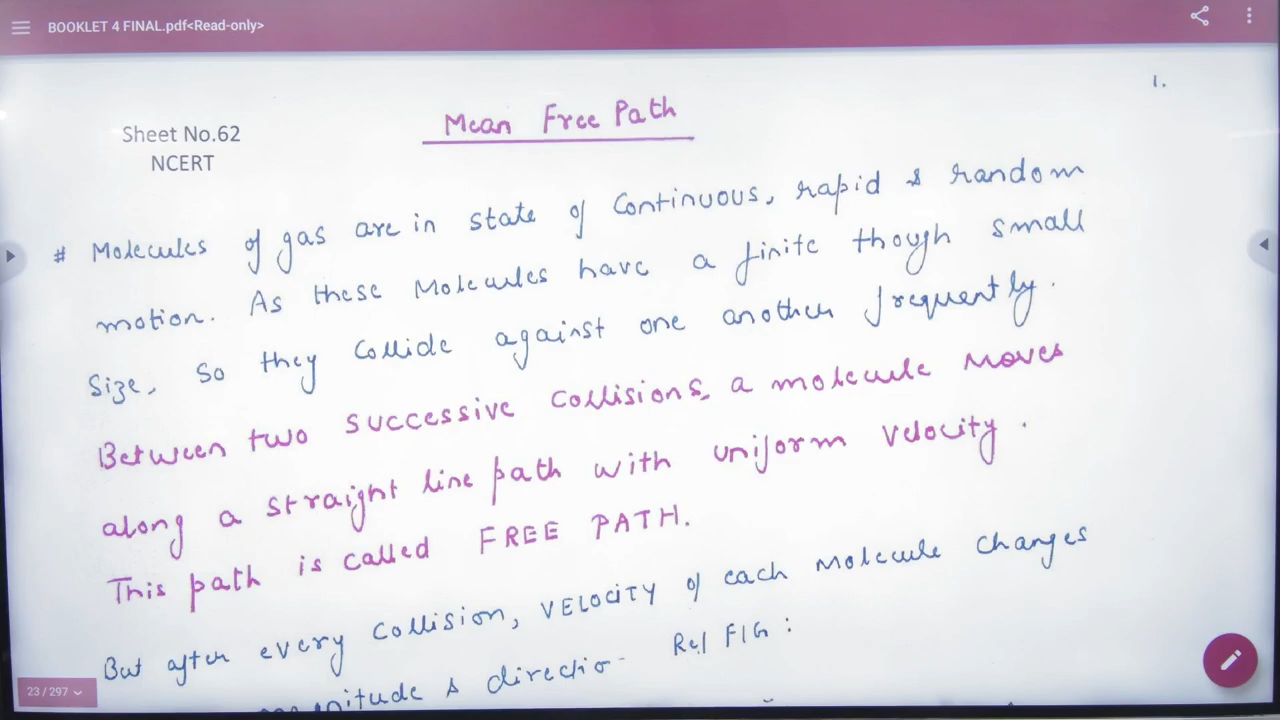 BOOKLET 4 FINAL.pdf<Read-only>
1.
Mean Free Path
Sheet No.62
NCERT
# Molecules of gas are in state of Continuous, rapid & random
motion. As these Molecules have a finite though small
Size, So they Collide against one another frequently.
Between two successive Collisions, a molecule Moves
along a straight line path with uniform velocity.
This path is called FREE PATH.
But after every Collision, VELOCITY of each Molecule Changes
& directio Ref FIG:
23 / 297